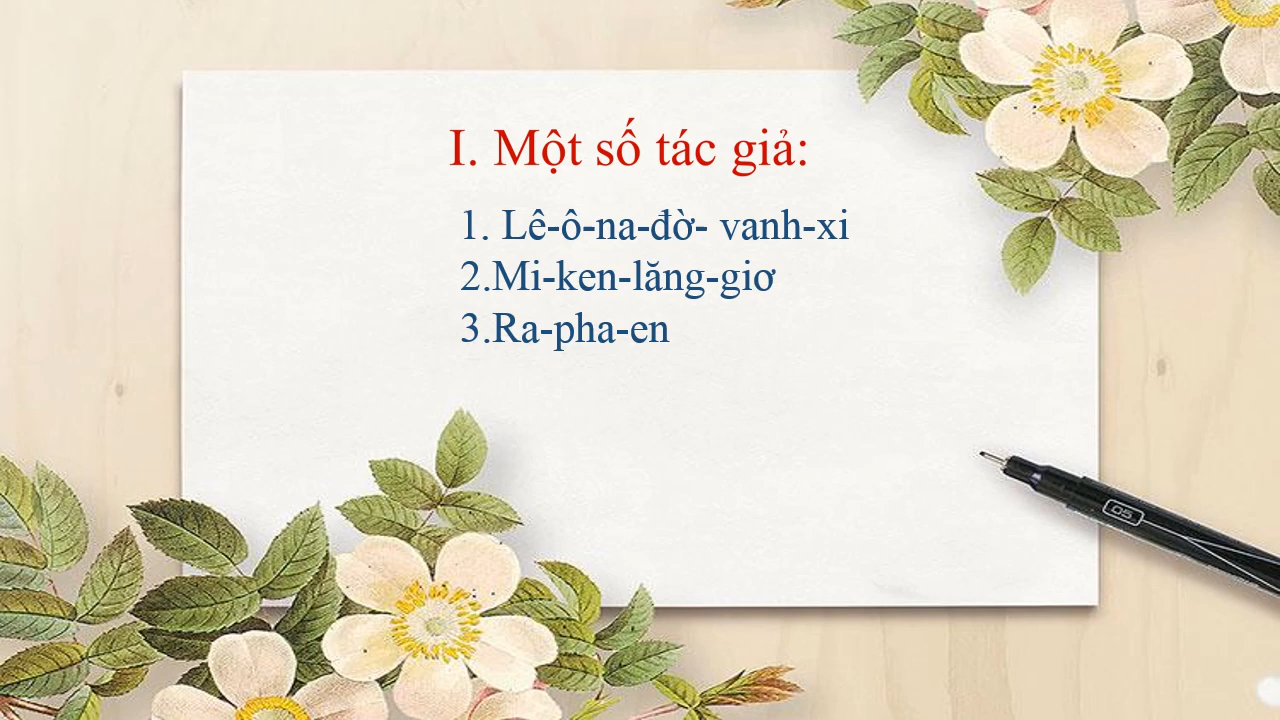 I. Một số tác giả:
1. Lê-ô-na-đờ- vanh-xi
2.Mi-ken-lăng-giơ
3.Ra-pha-en
05